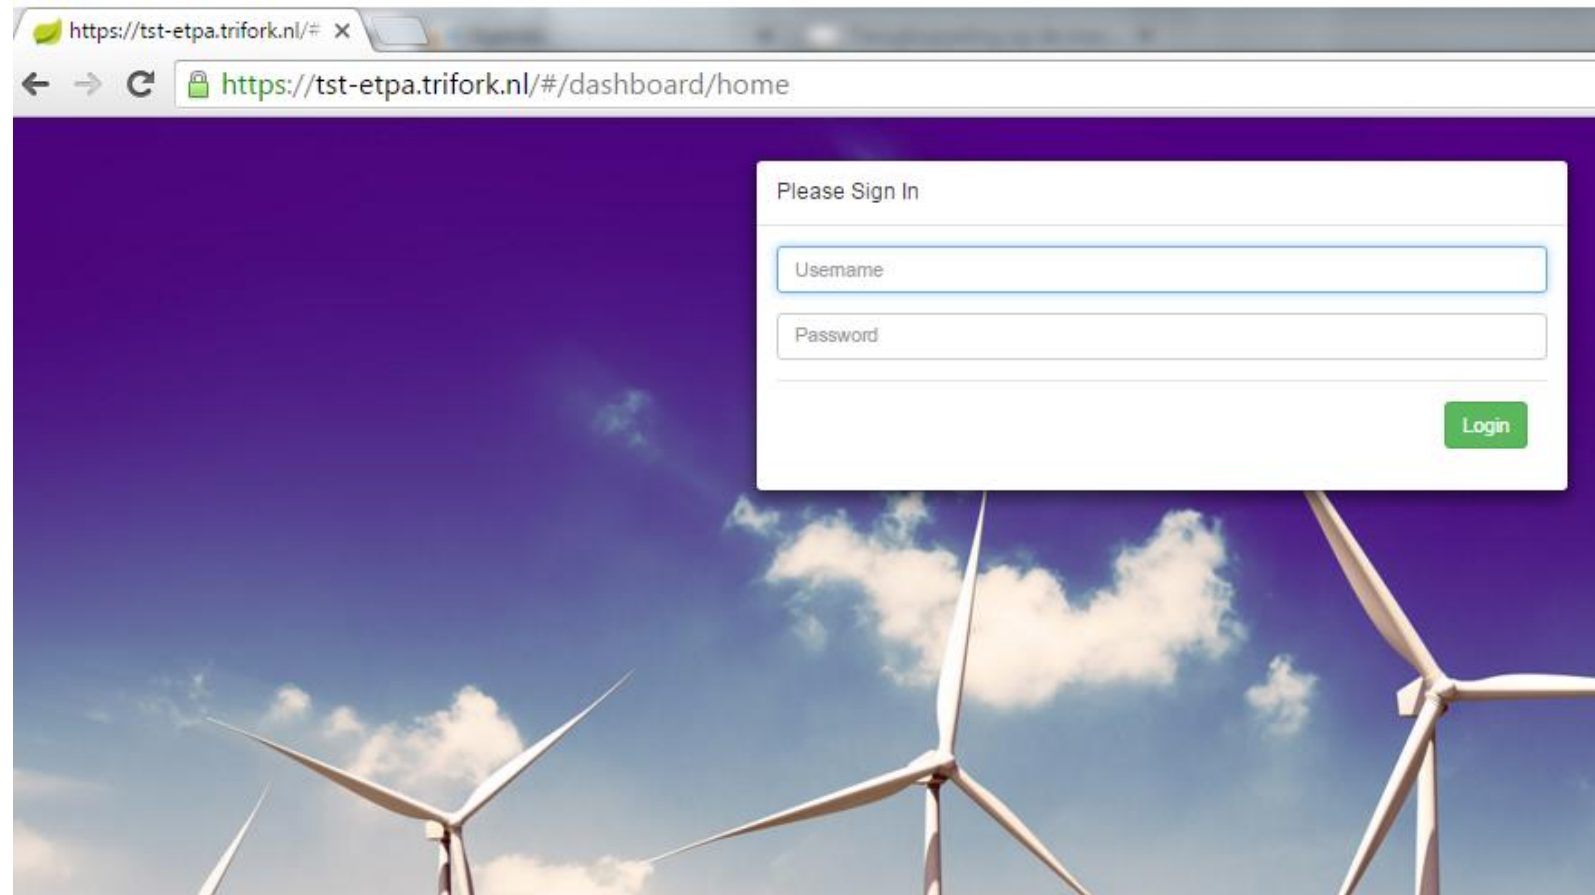 https://tst-etpa.trifork.nl/#
https://tst-etpa.trifork.nl/#/dashboard/home
Please Sign In
Username
Password
Login